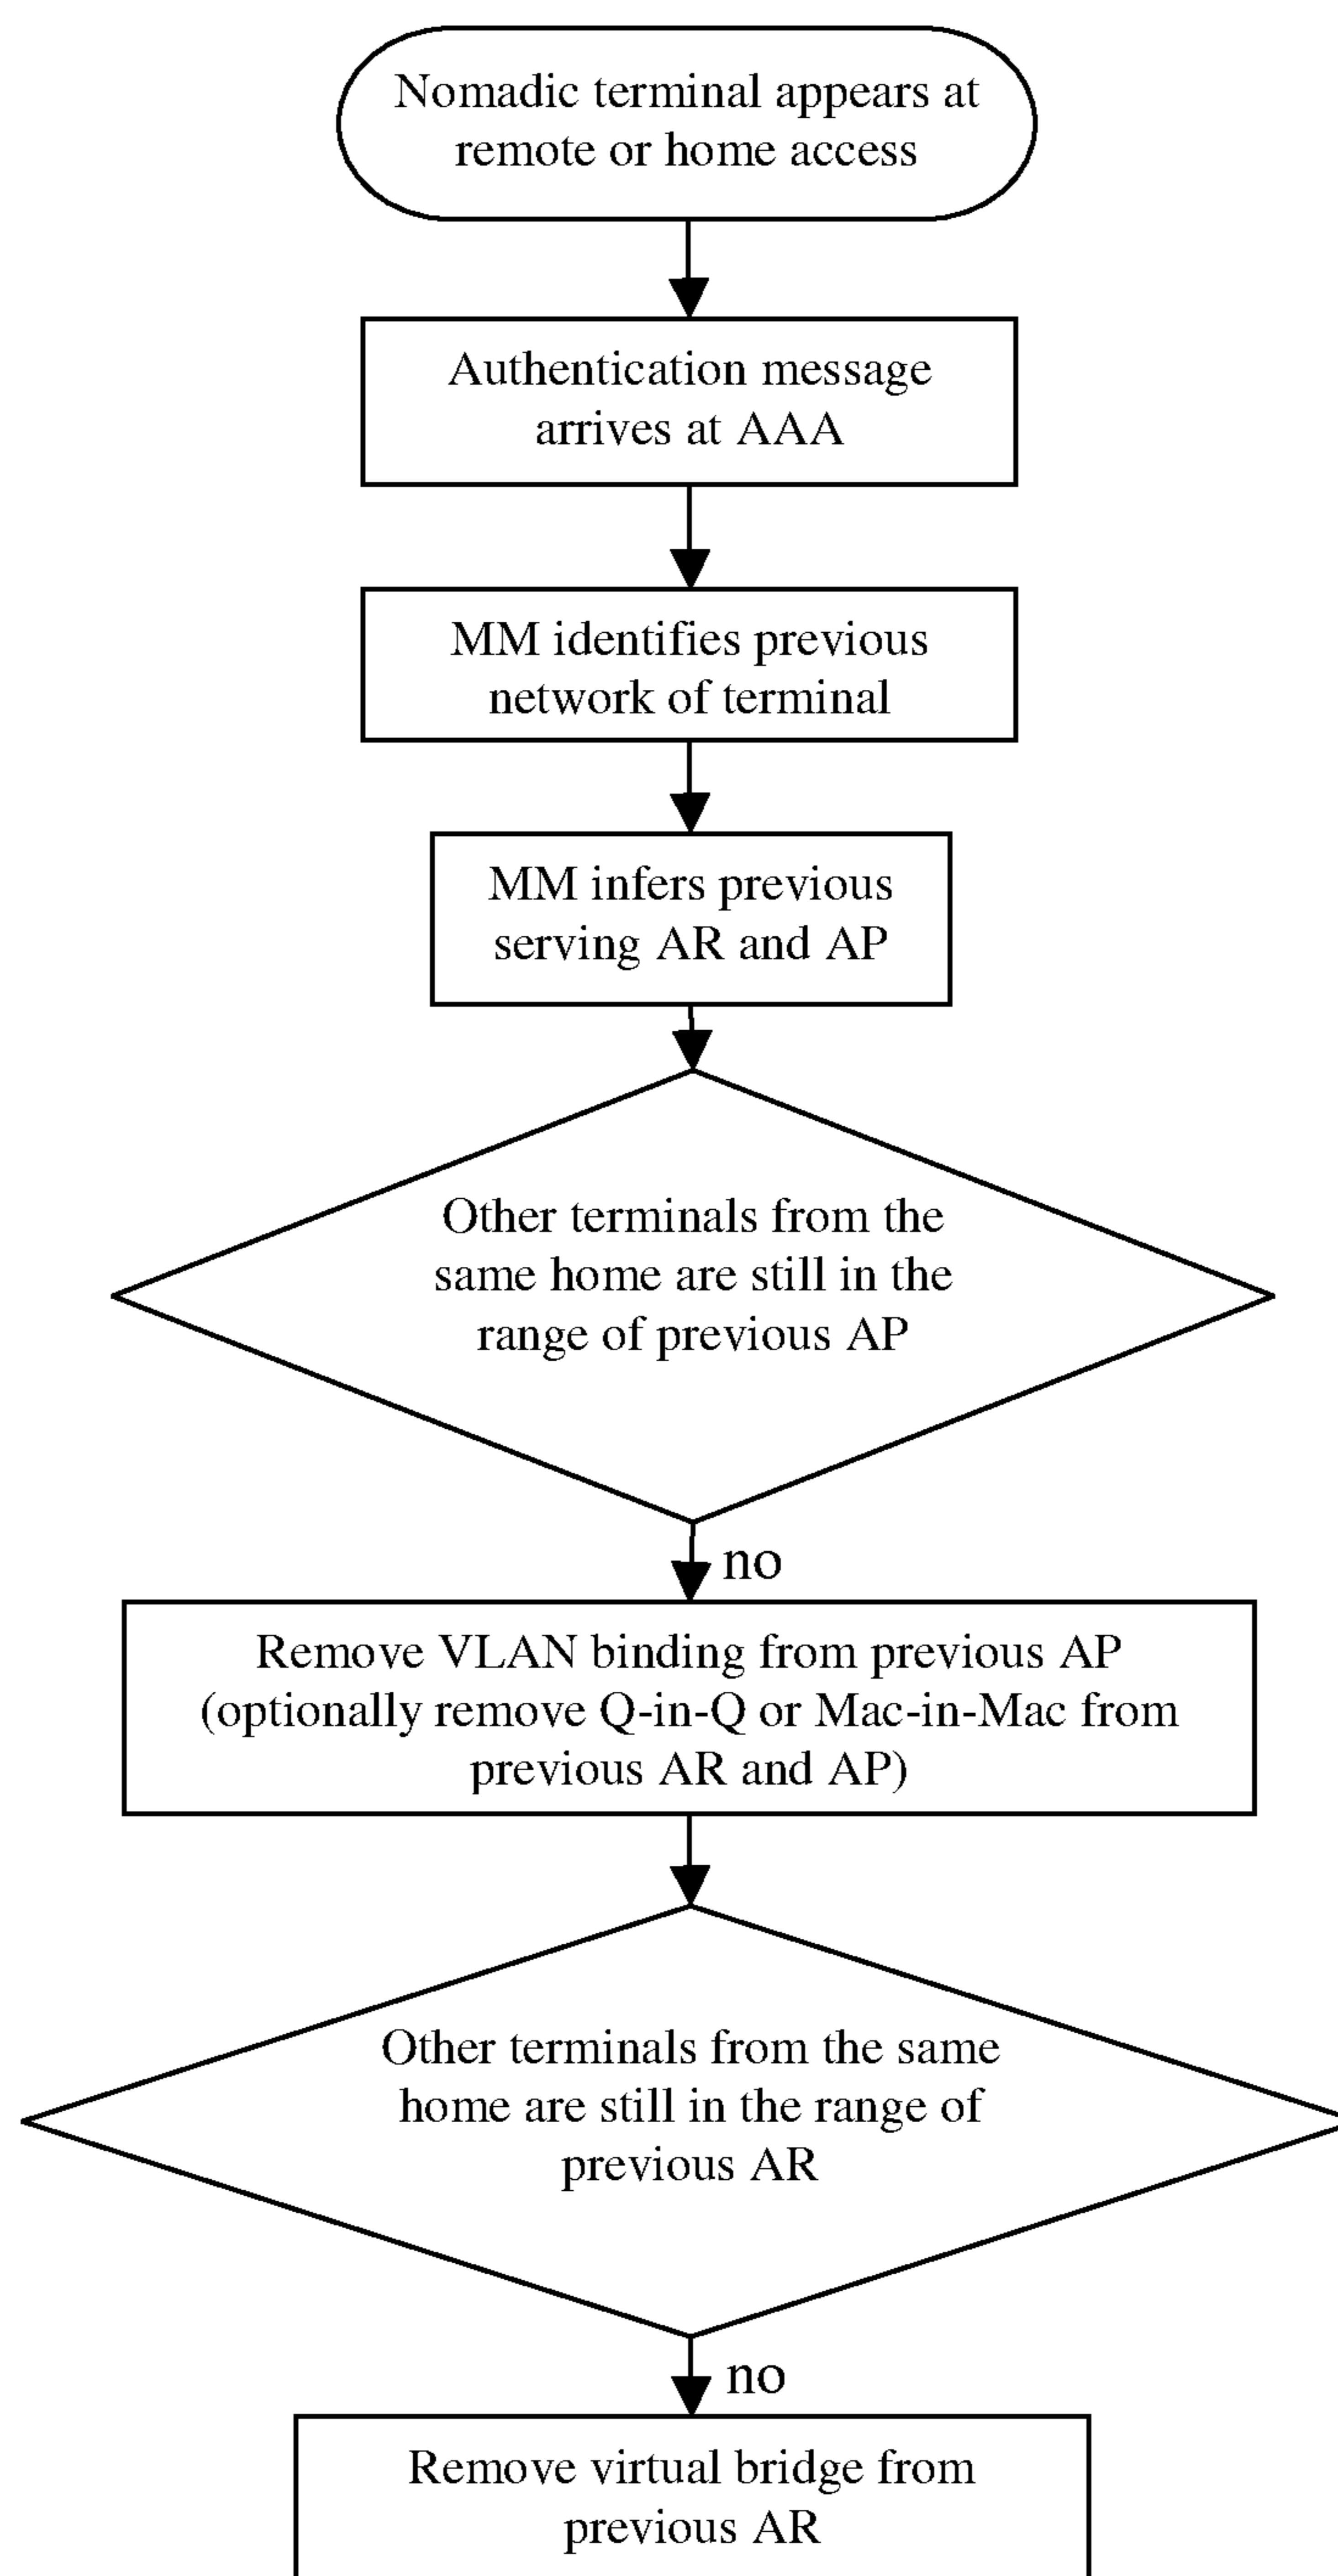 Nomadic terminal appears at
remote or home access
Authentication message
arrives at AAA
MM identifies previous
network of terminal
MM infers previous
serving AR and AP
Other terminals from the
same home are still in the
range of previous AP
no
Remove VLAN binding from previous AP
(optionally remove Q-in-Q or Mac-in-Mac from
previous AR and AP)
Other terminals from the same
home are still in the range of
previous AR
no
Remove virtual bridge from
previous AR